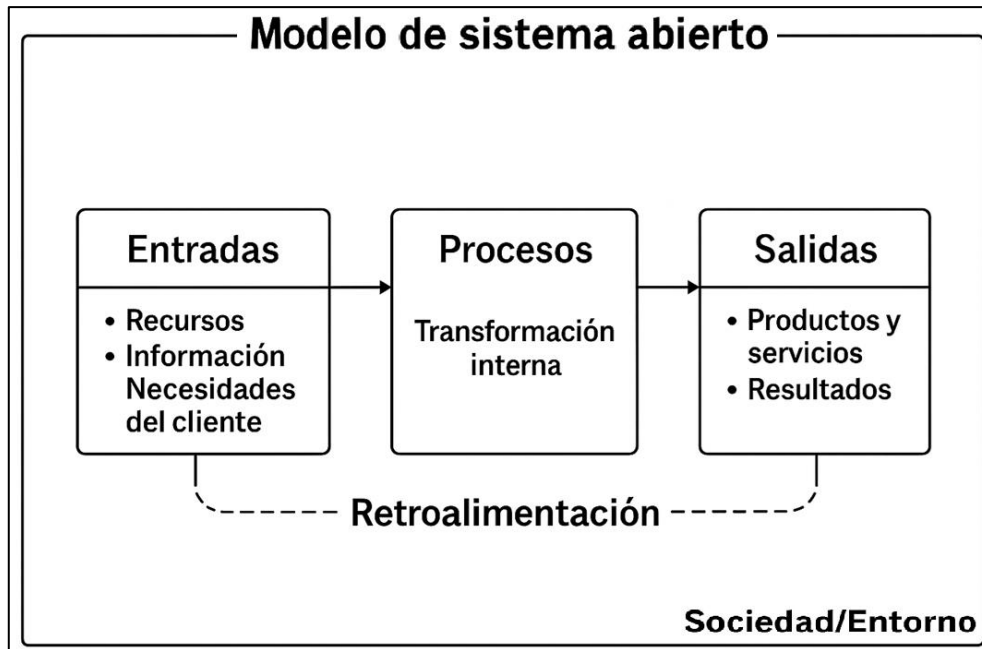 Modelo de sistema abierto
Entradas
• Recursos
• Información
Necesidades
del cliente
Procesos
Transformación
interna
Salidas
• Productos y
servicios
• Resultados
Retroalimentación
Sociedad/Entorno